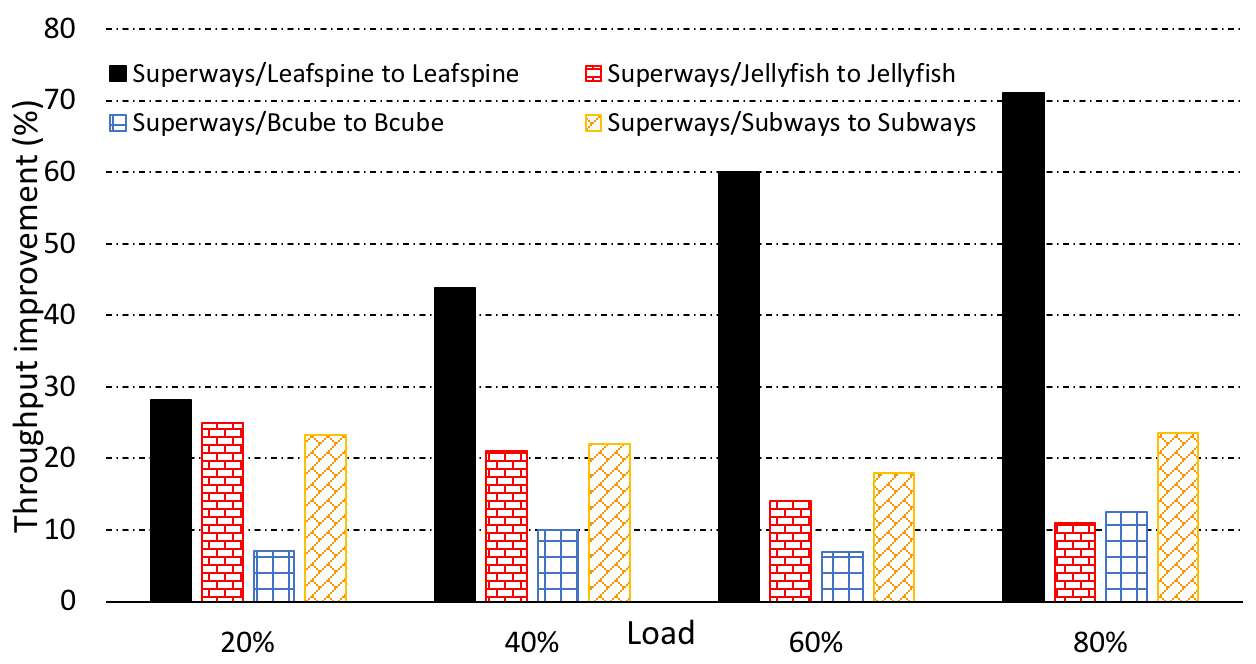 80
Superways/Leafspine to Leafspine
Superways/Jellyfish to Jellyfish
70
Superways/Bcube to Bcube
Superways/Subways to Subways
60
50
40
30
20
10
0
Throughput improvement (%)
20%
40%
60%
80%
Load